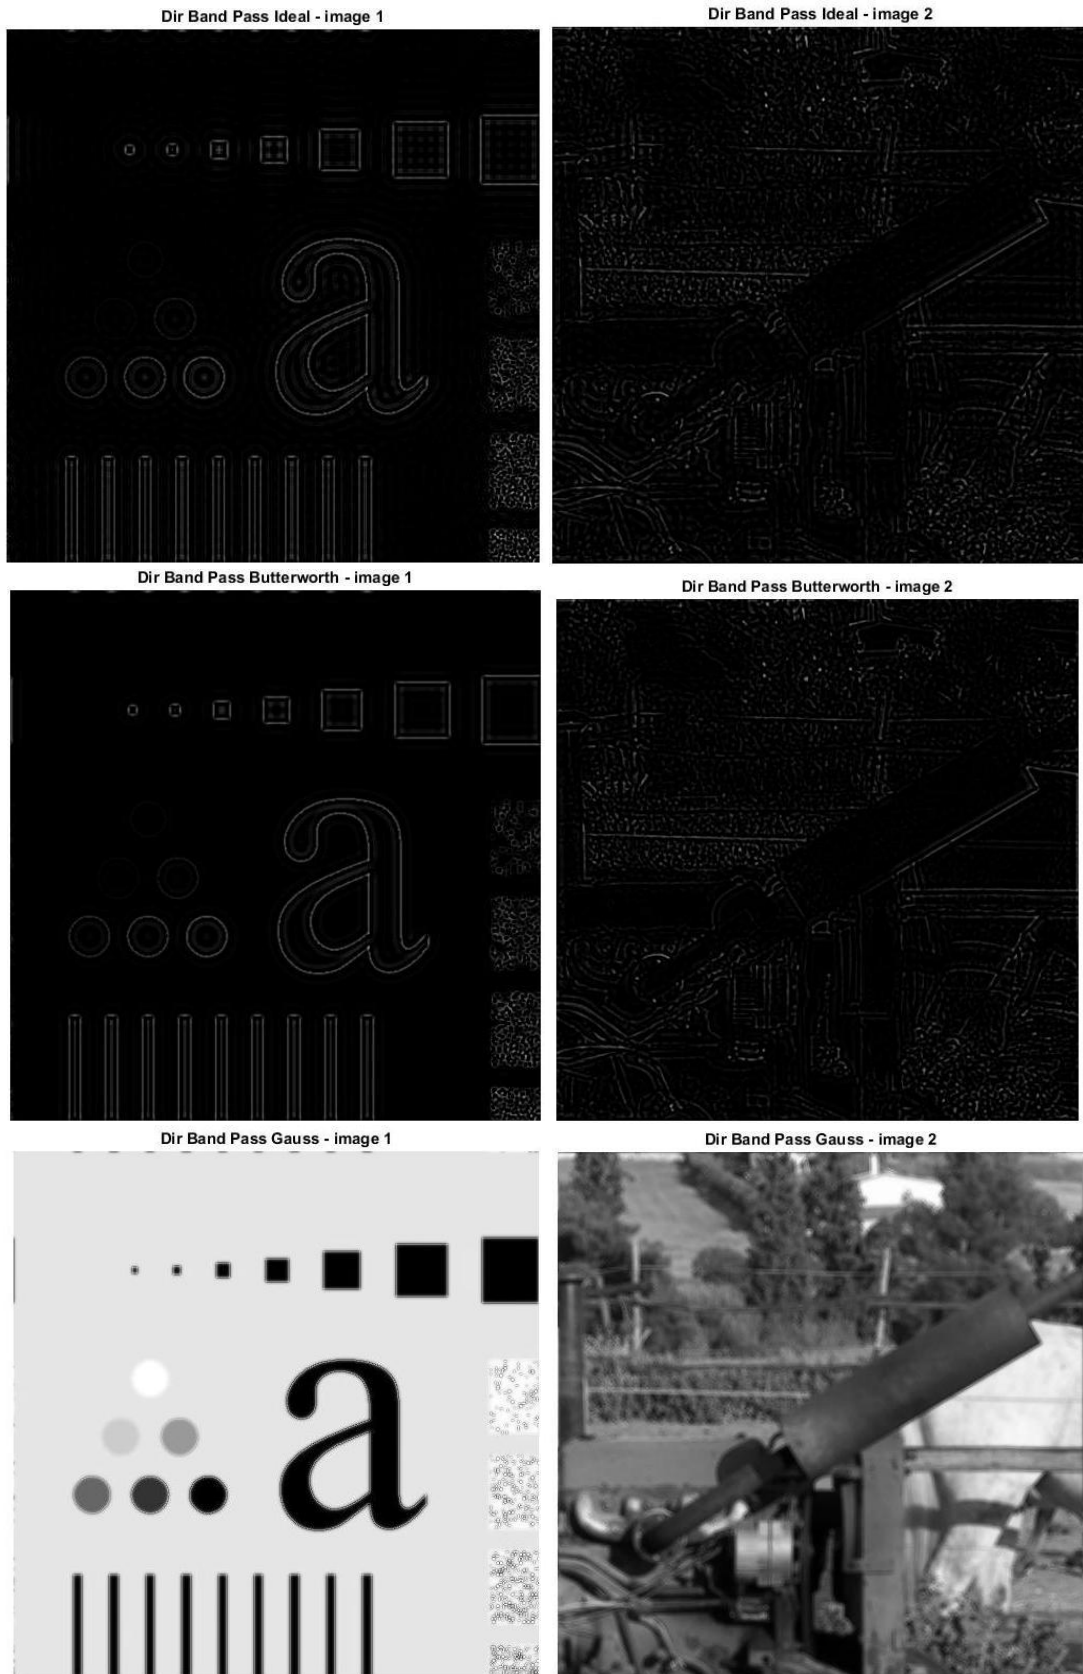 Dir Band Pass Ideal - image 1
Dir Band Pass Ideal - image 2
a
Dir Band Pass Butterworth - image 1
Dir Band Pass Butterworth - image 2
a
Dir Band Pass Gauss - image 1
Dir Band Pass Gauss - image 2
a